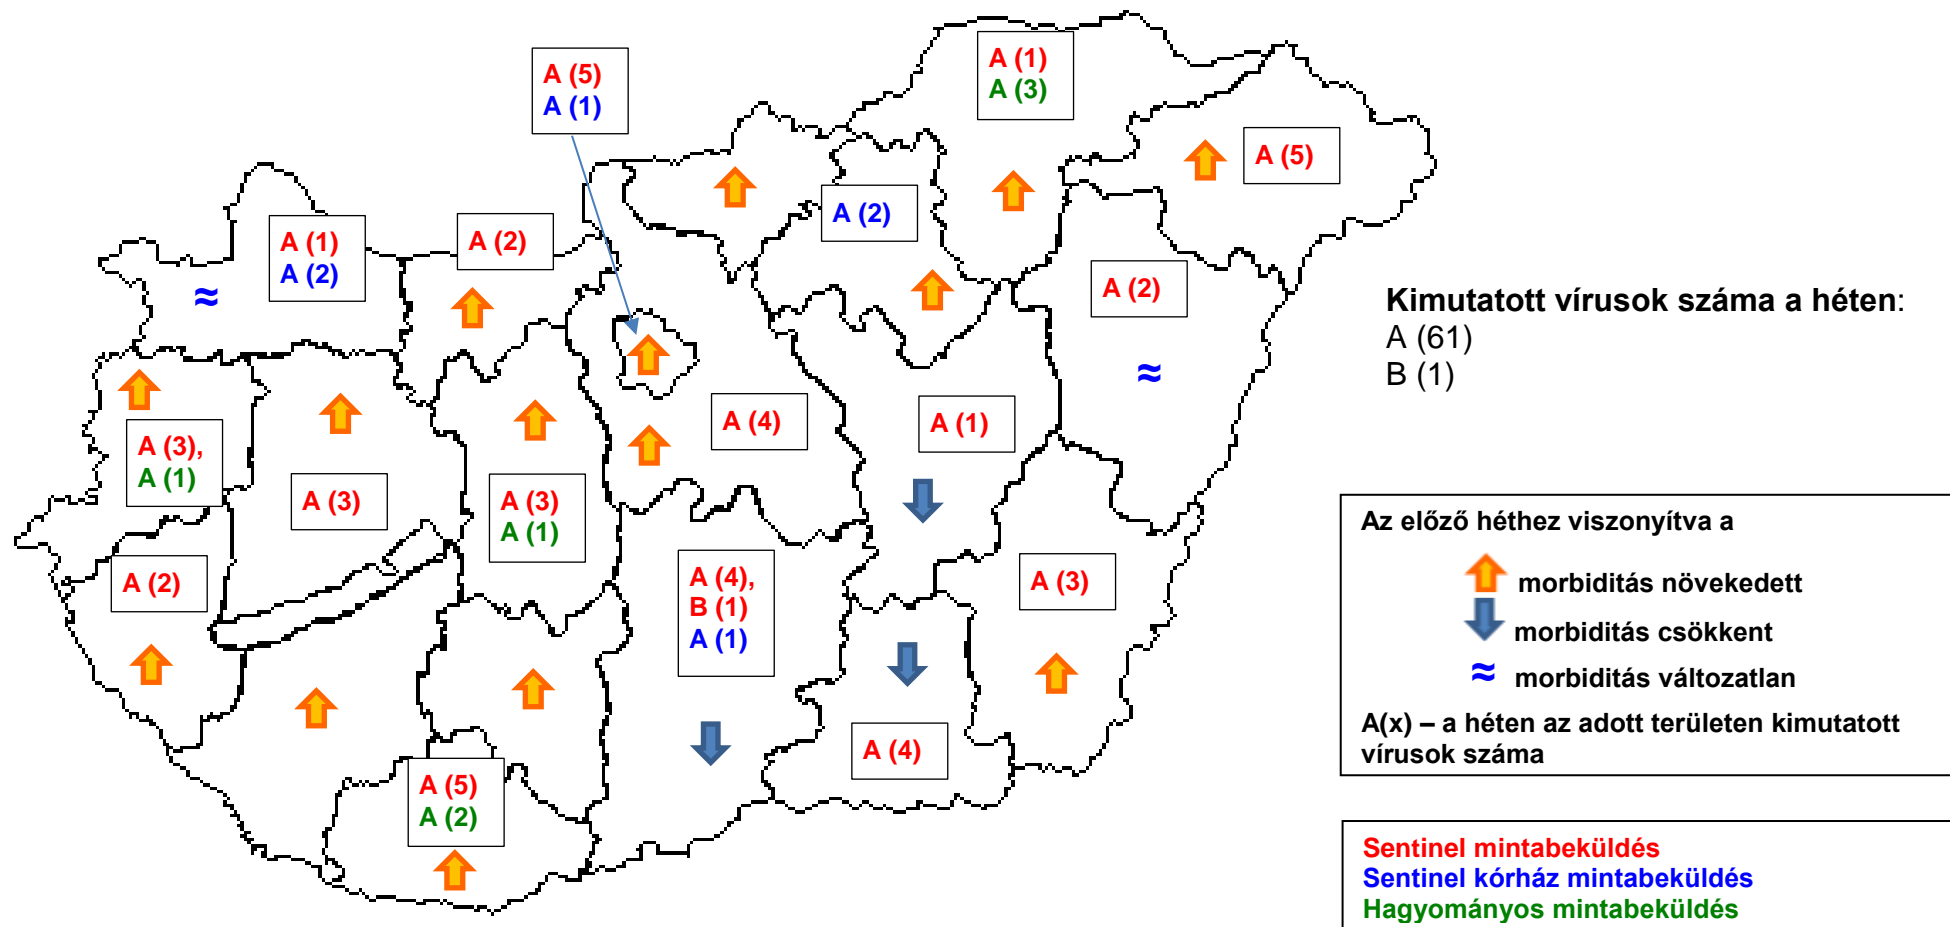 A (5)
A (1)
A (1)
A (3)
A (5)
A (2)
A (1)
A (2)
A (2)
A (2)
Kimutatott vírusok száma a héten:
A (61)
B (1)
A (4)
A (1)
A (3),
A (1)
A (3)
A (3)
A (1)
A (2)
A (4),
B (1)
A (1)
A (3)
A (4)
A (5)
A (2)
Az előző héthez viszonyítva a
morbiditás növekedett
morbiditás csökkent
≈ morbiditás változatlan
A(x) – a héten az adott területen kimutatott
vírusok száma
Sentinel mintabeküldés
Sentinel kórház mintabeküldés
Hagyományos mintabeküldés